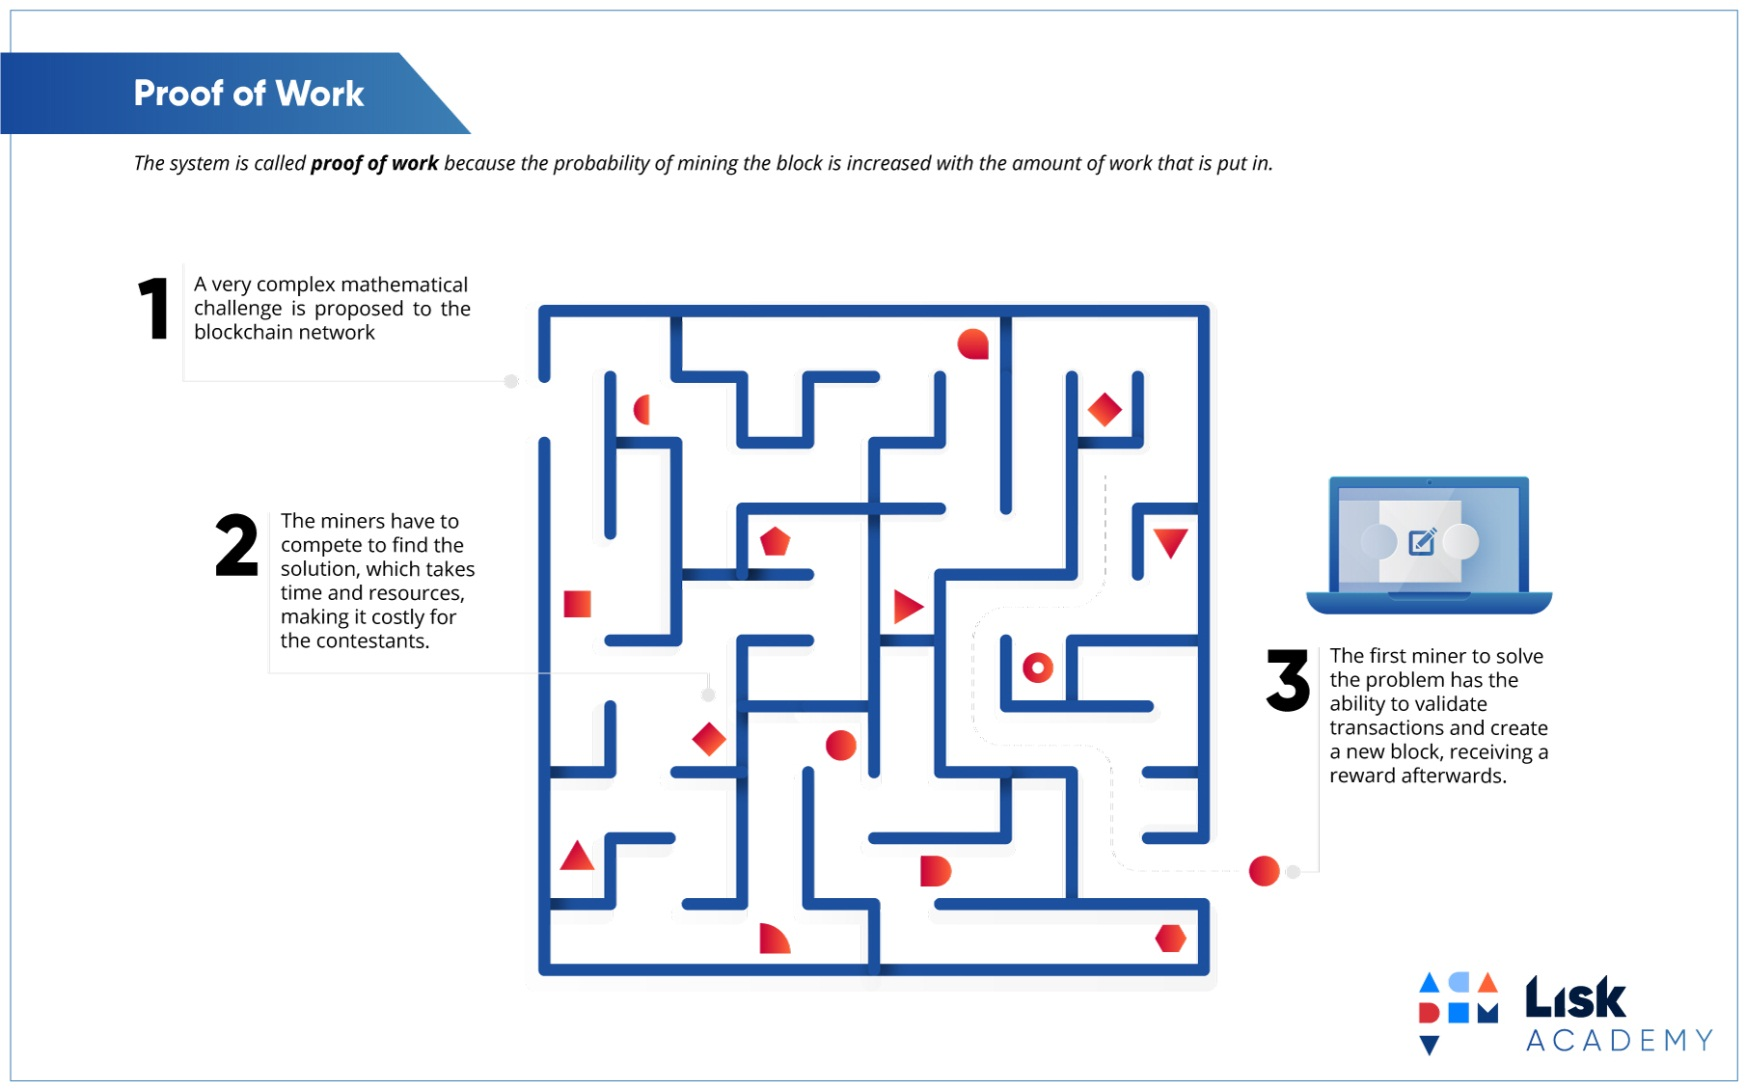 Proof of Work
The system is called proof of work because the probability of mining the block is increased with the amount of work that is put in.
1
A very complex mathematical
challenge is proposed to the
blockchain network
2
The miners have to
compete to find the
solution, which takes
time and resources,
making it costly for
the contestants.
3
The first miner to solve
the problem has the
ability to validate
transactions and create
a new block, receiving a
reward afterwards.
Lisk
ACADEMY